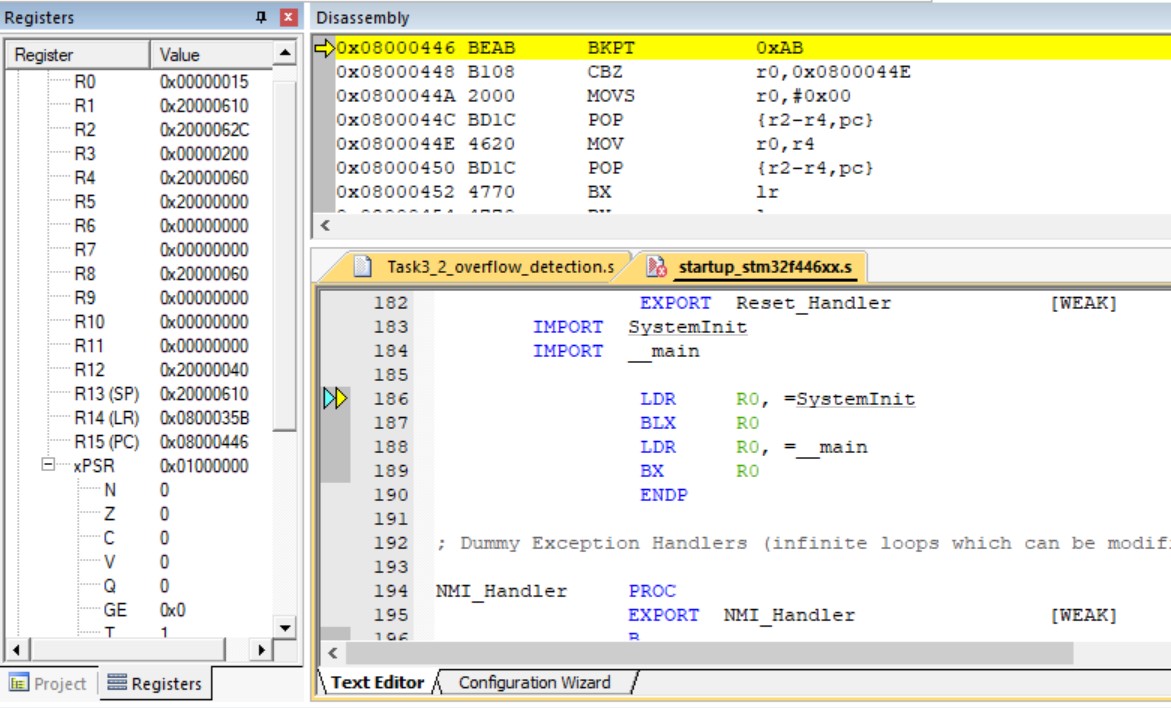 Registers
Register Value
R0 0x00000015
R1 0x20000610
R2 0x2000062C
R3 0x00000200
R4 0x20000060
R5 0x20000000
R6 0x00000000
R7 0x00000000
R8 0x20000060
R9 0x00000000
R10 0x00000000
R11 0x00000000
R12 0x20000040
R13 (SP) 0x20000610
R14 (LR) 0x0800035B
R15 (PC) 0x08000446
xPSR 0x01000000
N 0
Z 0
C 0
V 0
Q 0
GE 0x0
T 1
Project Registers
Disassembly
0x08000446 BEAB BKPT 0xAB
0x08000448 B108 CBZ r0,0x0800044E
0x0800044A 2000 MOVS r0,#0x00
0x0800044C BD1C POP {r2-r4,pc}
0x0800044E 4620 MOV r0,r4
0x08000450 BD1C POP {r2-r4,pc}
0x08000452 4770 BX lr
Task3_2_overflow_detection.s startup_stm32f446xx.s
182 EXPORT Reset_Handler [WEAK]
183 IMPORT SystemInit
184 IMPORT __main
185
186 LDR R0, =SystemInit
187 BLX R0
188 LDR R0, =__main
189 BX R0
190 ENDP
191
192 ; Dummy Exception Handlers (infinite loops which can be modif
193
194 NMI_Handler PROC
195 EXPORT NMI_Handler [WEAK]
196 B
Text Editor Configuration Wizard